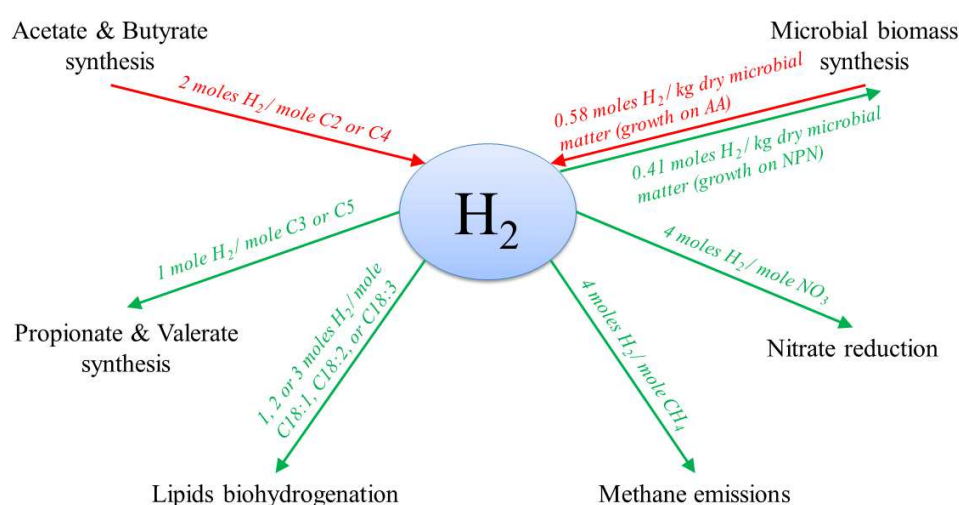 Acetate & Butyrate
synthesis
Microbial biomass
synthesis
2 moles H₂/ mole C2 or C4
0.58 moles H₂/ kg dry microbial
matter (growth on AA)
0.41 moles H₂/ kg dry microbial
matter (growth on NPN)
H₂
1 mole H₂/ mole C3 or C5
4 moles H₂/ mole NO₃
Propionate & Valerate
synthesis
1, 2 or 3 moles H₂/ mole
C18:1, C18:2, or C18:3
4 moles H₂/ mole CH₄
Nitrate reduction
Lipids biohydrogenation
Methane emissions